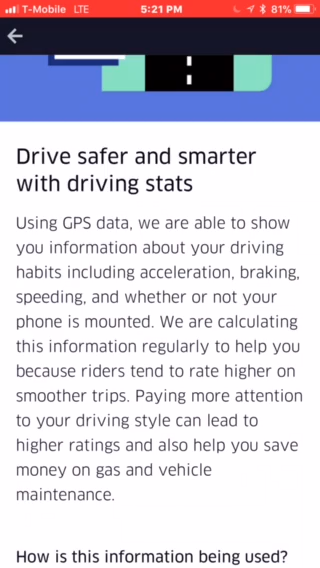 T-Mobile LTE 5:21 PM 81%
Drive safer and smarter
with driving stats
Using GPS data, we are able to show
you information about your driving
habits including acceleration, braking,
speeding, and whether or not your
phone is mounted. We are calculating
this information regularly to help you
because riders tend to rate higher on
smoother trips. Paying more attention
to your driving style can lead to
higher ratings and also help you save
money on gas and vehicle
maintenance.
How is this information being used?